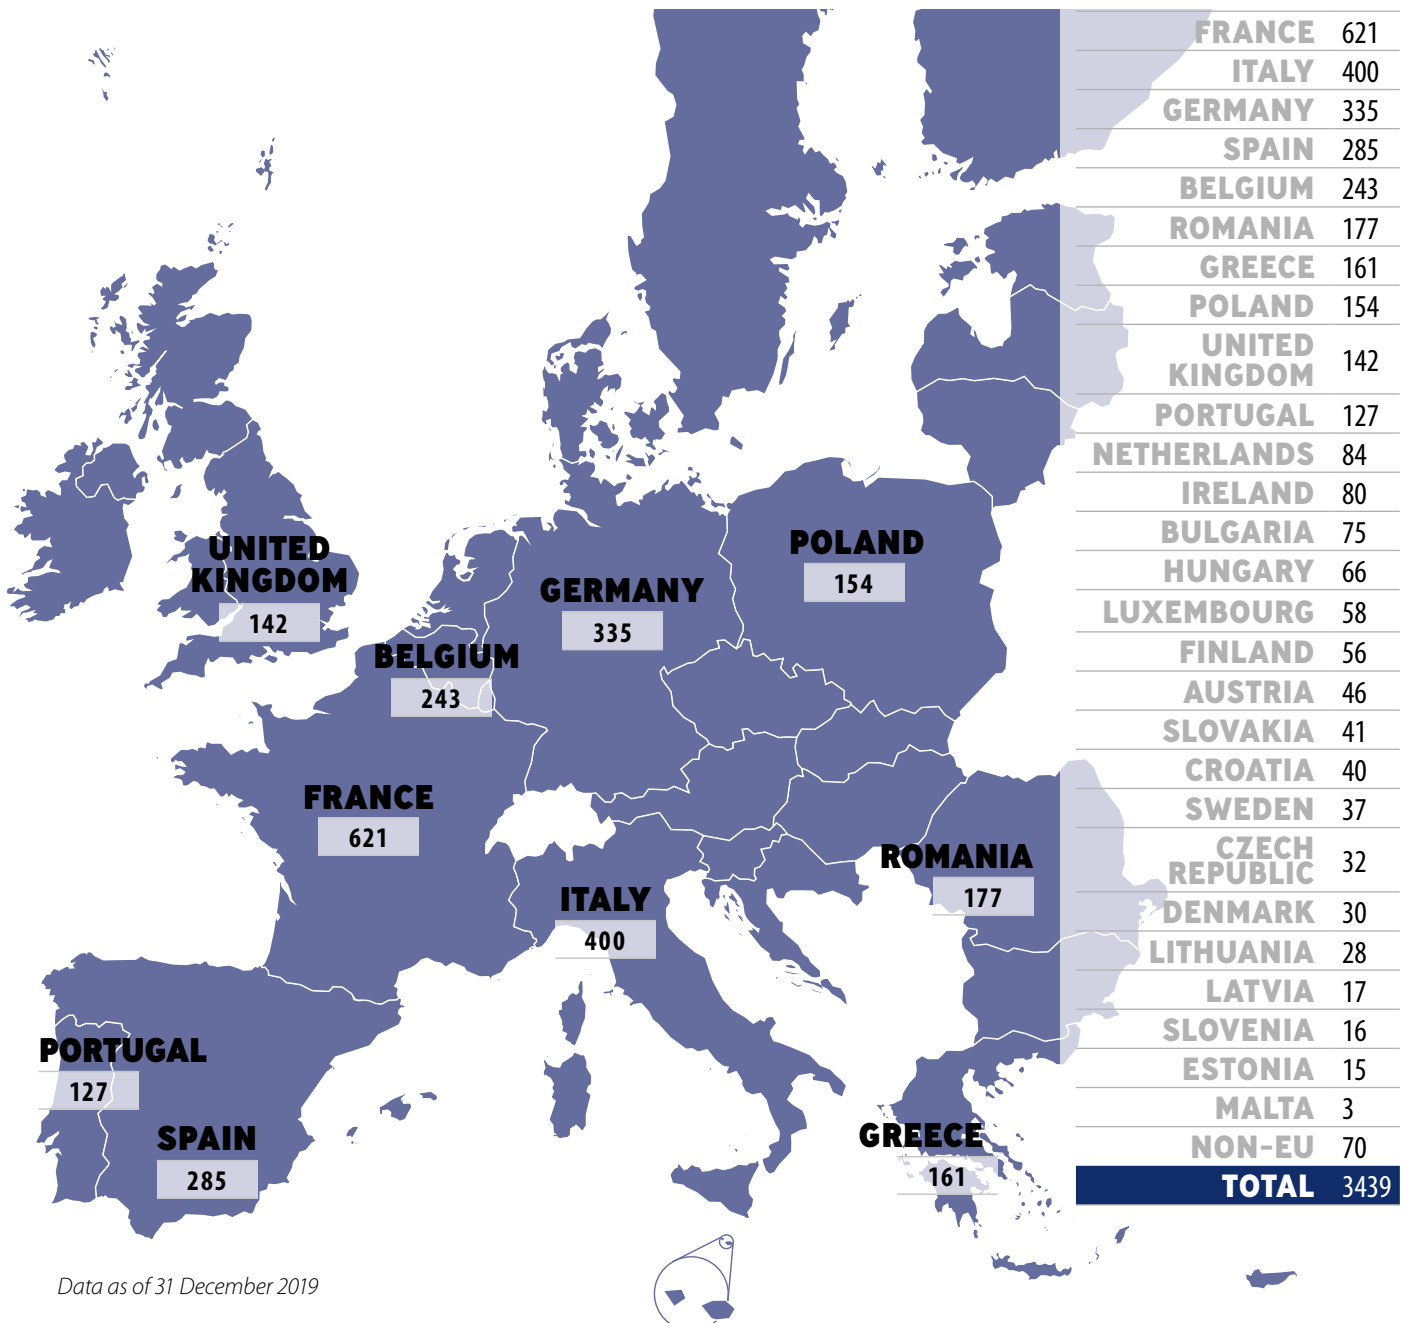 UNITED
KINGDOM
142
BELGIUM
243
GERMANY
335
POLAND
154
FRANCE
621
ITALY
400
ROMANIA
177
PORTUGAL
127
SPAIN
285
GREECE
161
Data as of 31 December 2019
FRANCE 621
ITALY 400
GERMANY 335
SPAIN 285
BELGIUM 243
ROMANIA 177
GREECE 161
POLAND 154
UNITED
KINGDOM 142
PORTUGAL 127
NETHERLANDS 84
IRELAND 80
BULGARIA 75
HUNGARY 66
LUXEMBOURG 58
FINLAND 56
AUSTRIA 46
SLOVAKIA 41
CROATIA 40
SWEDEN 37
CZECH
REPUBLIC 32
DENMARK 30
LITHUANIA 28
LATVIA 17
SLOVENIA 16
ESTONIA 15
MALTA 3
NON-EU 70
TOTAL 3439